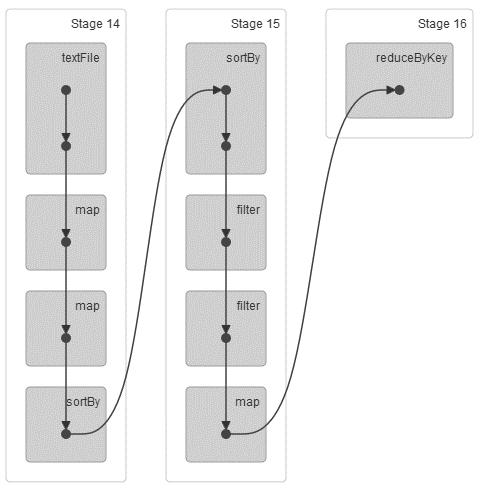 Stage 14
textFile
map
map
sortBy
Stage 15
sortBy
filter
filter
map
Stage 16
reduceByKey